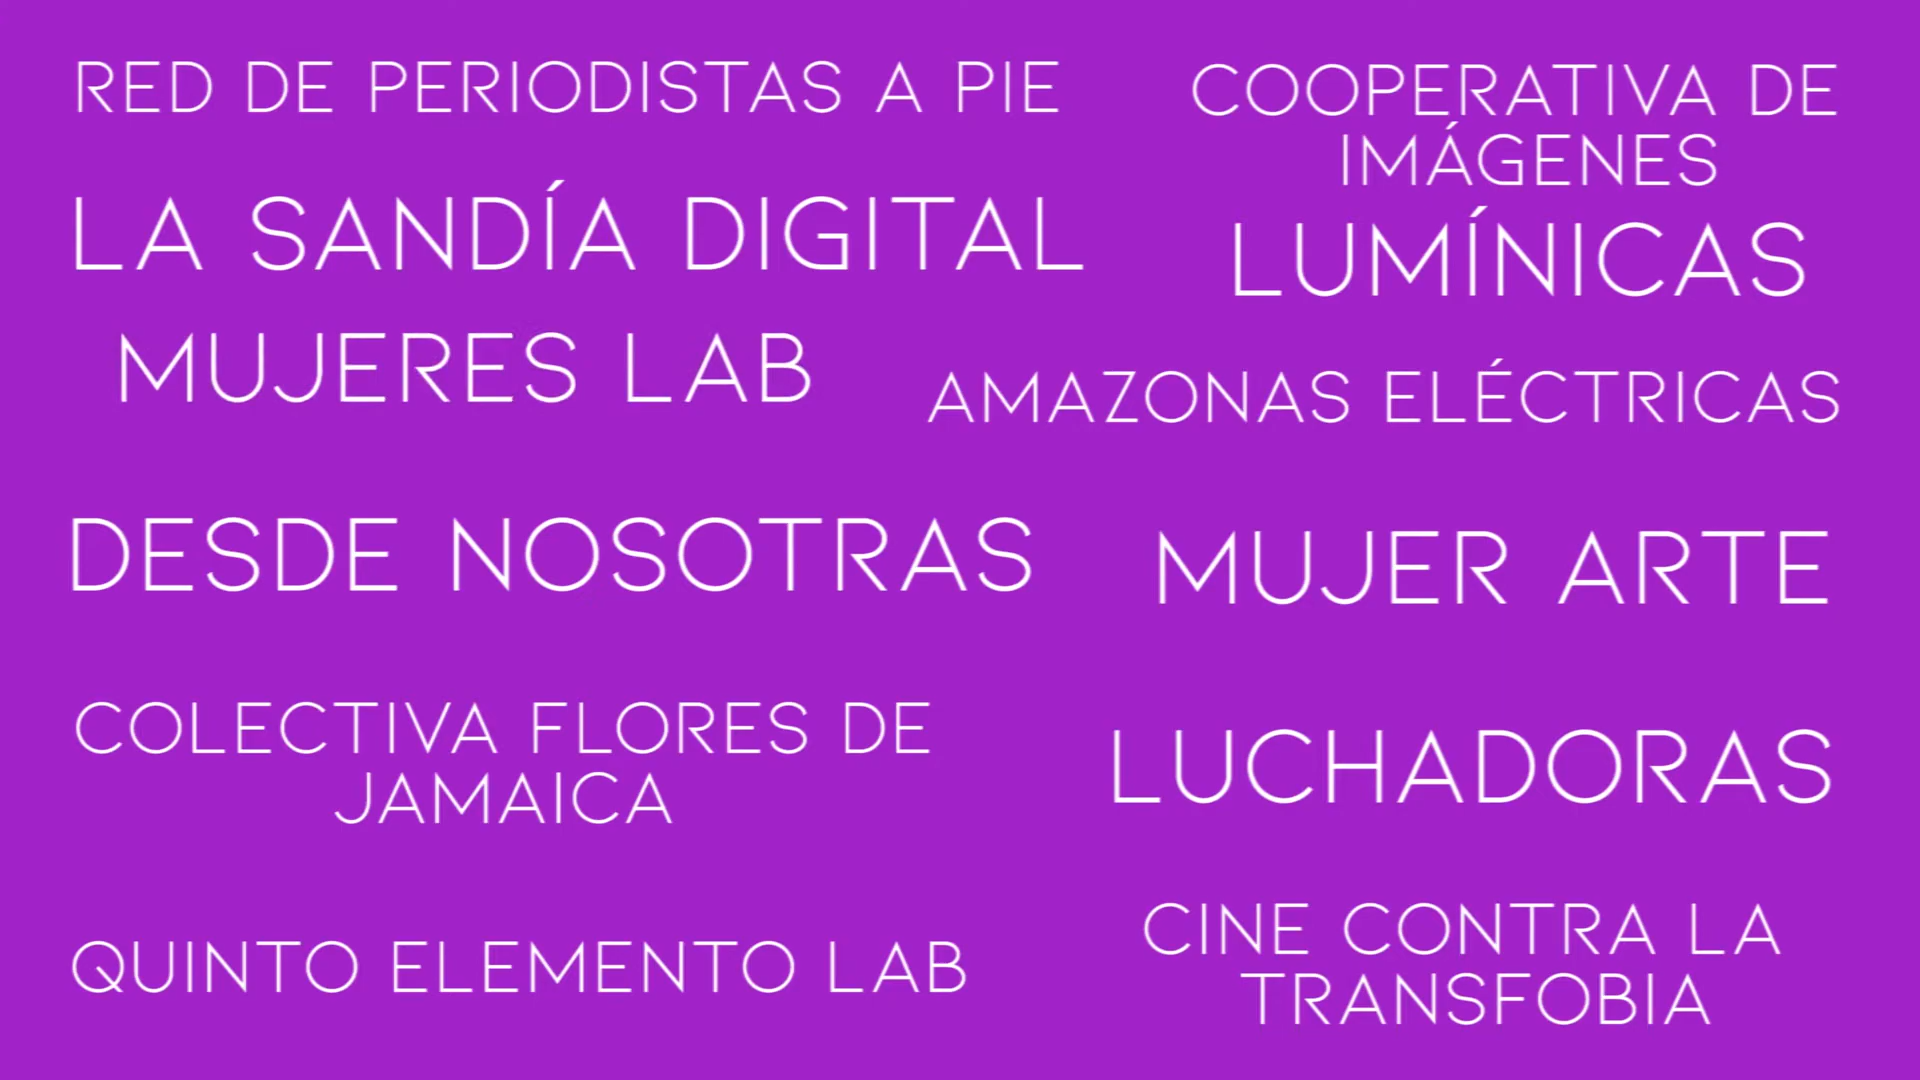 RED DE PERIODISTAS A PIE
COOPERATIVA DE
IMÁGENES
LUMÍNICAS
LA SANDÍA DIGITAL
MUJERES LAB
AMAZONAS ELÉCTRICAS
DESDE NOSOTRAS
MUJER ARTE
COLECTIVA FLORES DE
JAMAICA
LUCHADORAS
QUINTO ELEMENTO LAB
CINE CONTRA LA
TRANSFOBIA